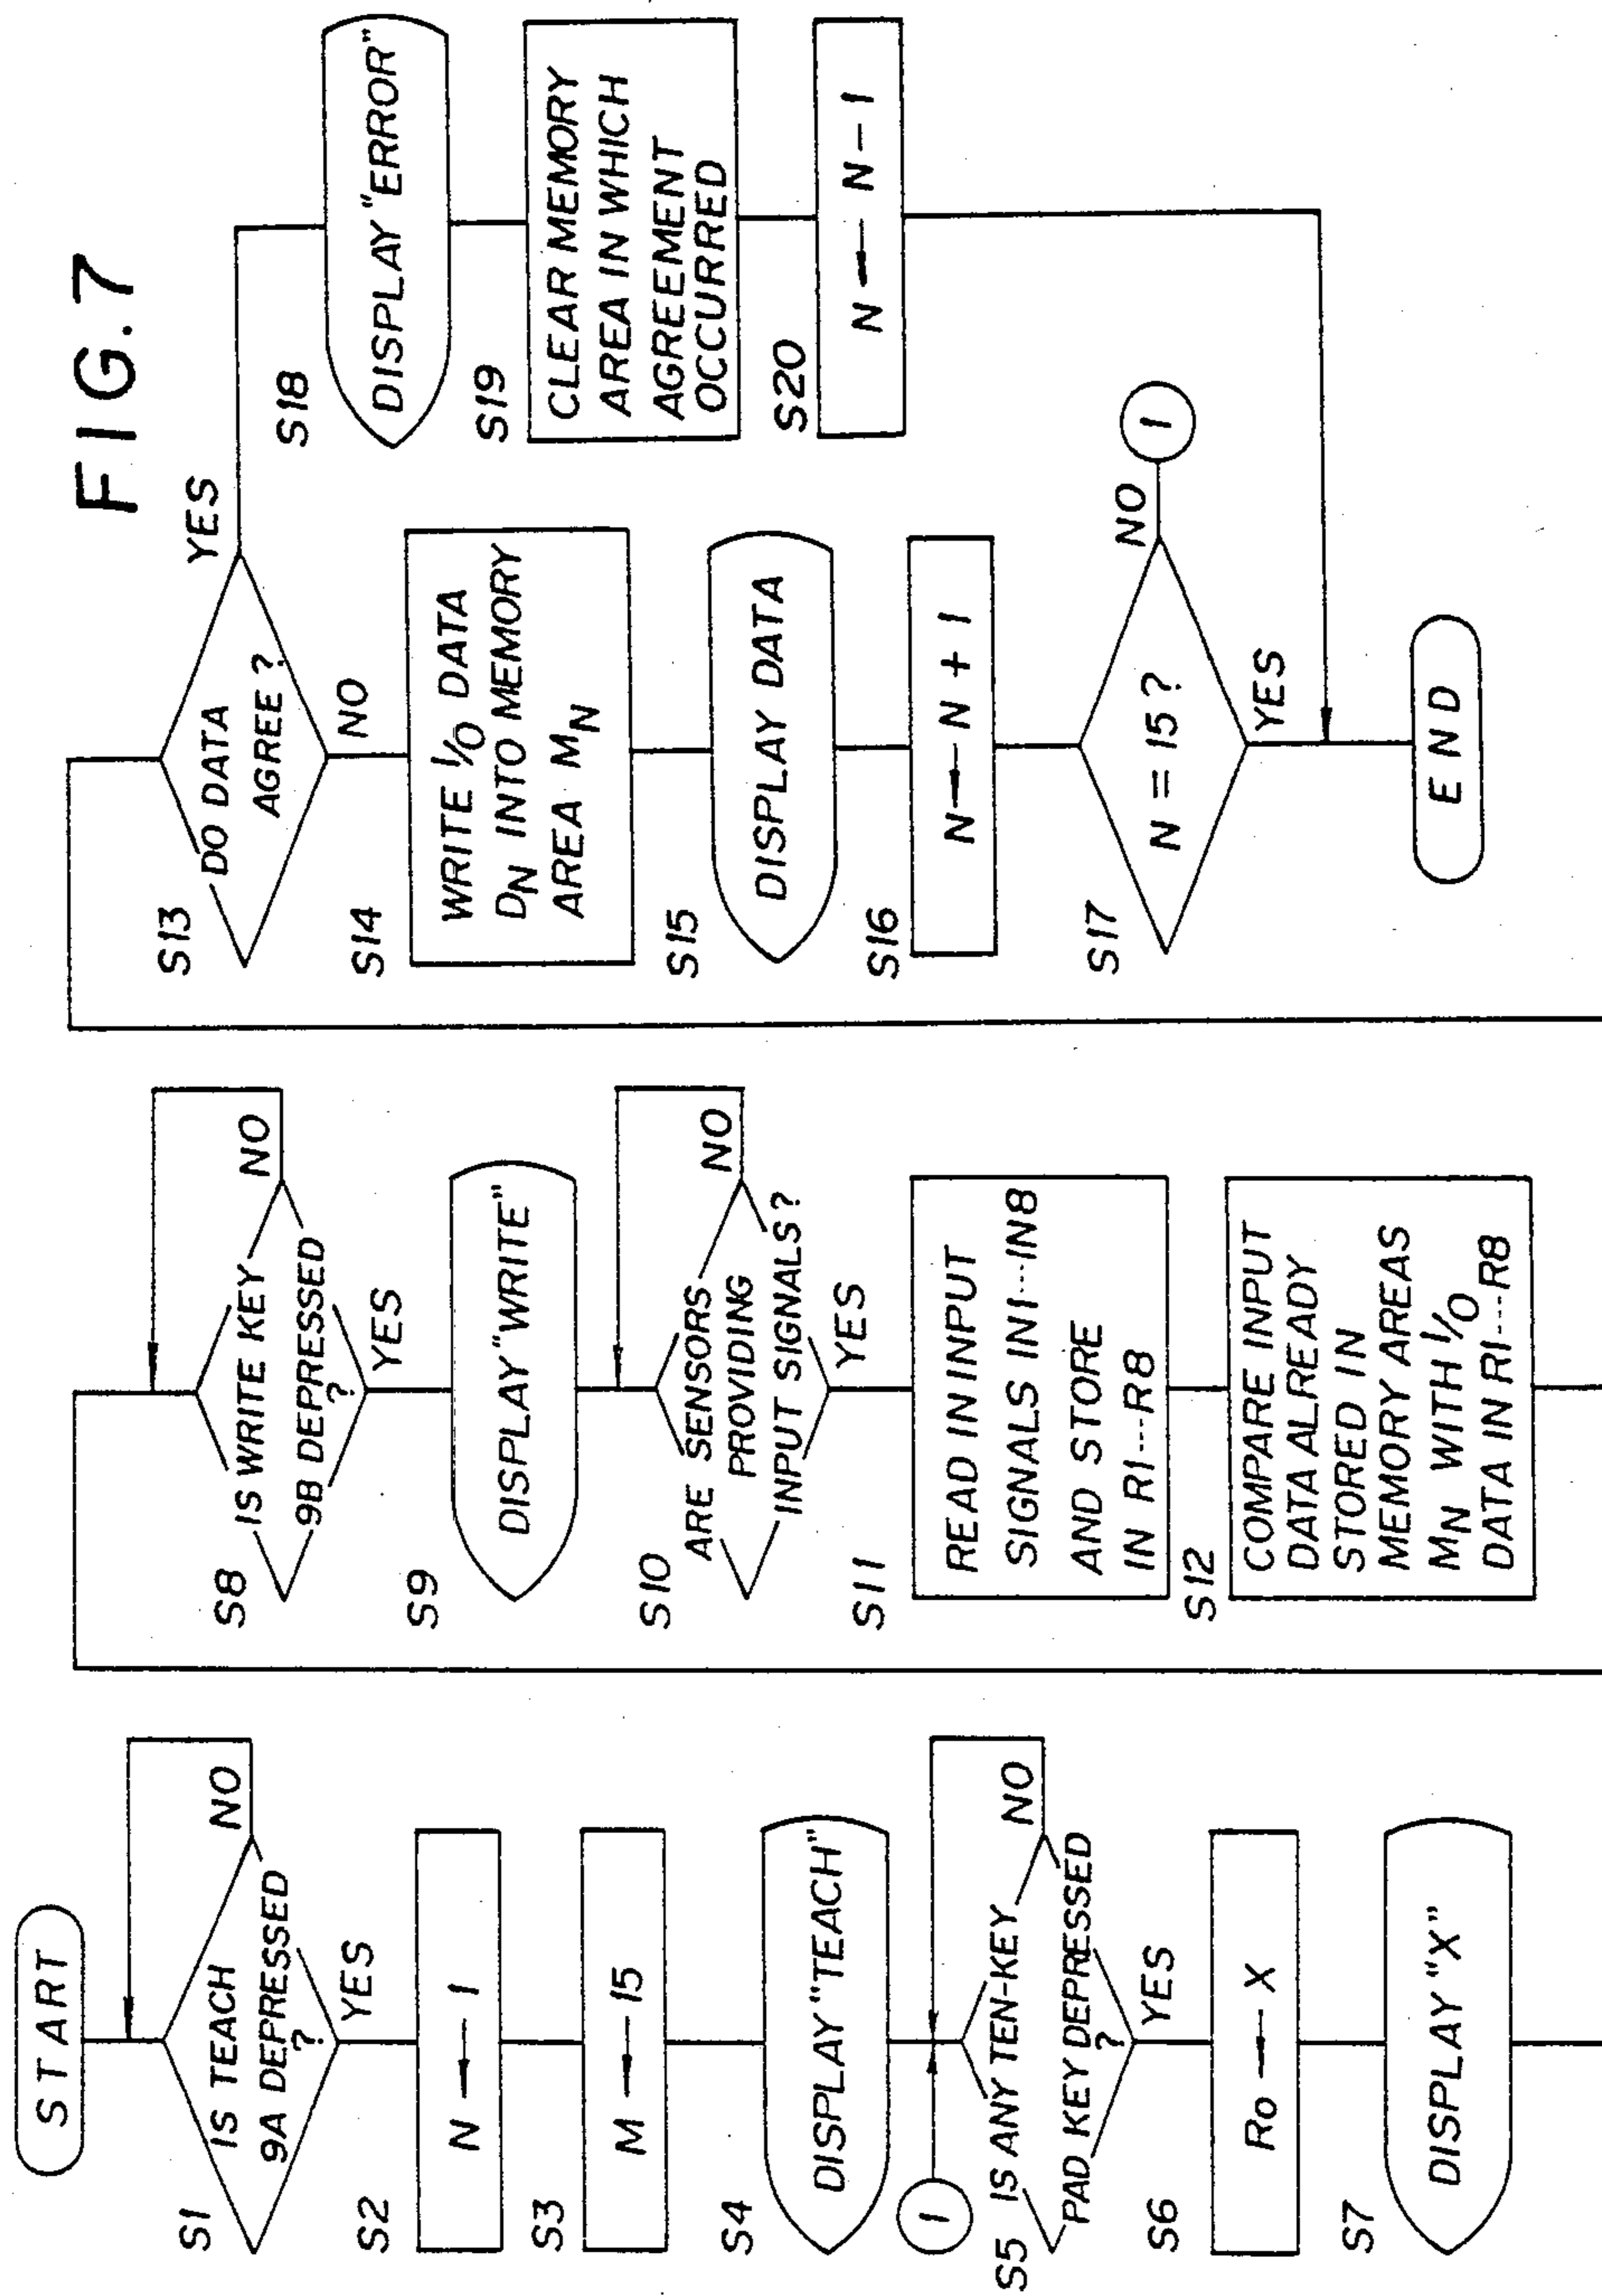 FIG.7
START
S1
IS TEACH
9A DEPRESSED
?
NO
YES
S2
N ← 1
S3
M ← 15
S4
DISPLAY "TEACH"
1
S5
IS ANY TEN-KEY
PAD KEY DEPRESSED
?
NO
YES
S6
Ro ← X
S7
DISPLAY "X"
S8
IS WRITE KEY
9B DEPRESSED
?
NO
YES
S9
DISPLAY "WRITE"
S10
ARE SENSORS
PROVIDING
INPUT SIGNALS?
NO
YES
S11
READ IN INPUT
SIGNALS IN1---IN8
AND STORE
IN R1---R8
S12
COMPARE INPUT
DATA ALREADY
STORED IN
MEMORY AREAS
MN WITH I/O
DATA IN R1---R8
S13
DO DATA
AGREE ?
YES
NO
S14
WRITE I/O DATA
DN INTO MEMORY
AREA MN
S15
DISPLAY DATA
S16
N ← N + 1
S17
N = 15 ?
NO
1
YES
END
S18
DISPLAY "ERROR"
S19
CLEAR MEMORY
AREA IN WHICH
AGREEMENT
OCCURRED
S20
N ← N - 1